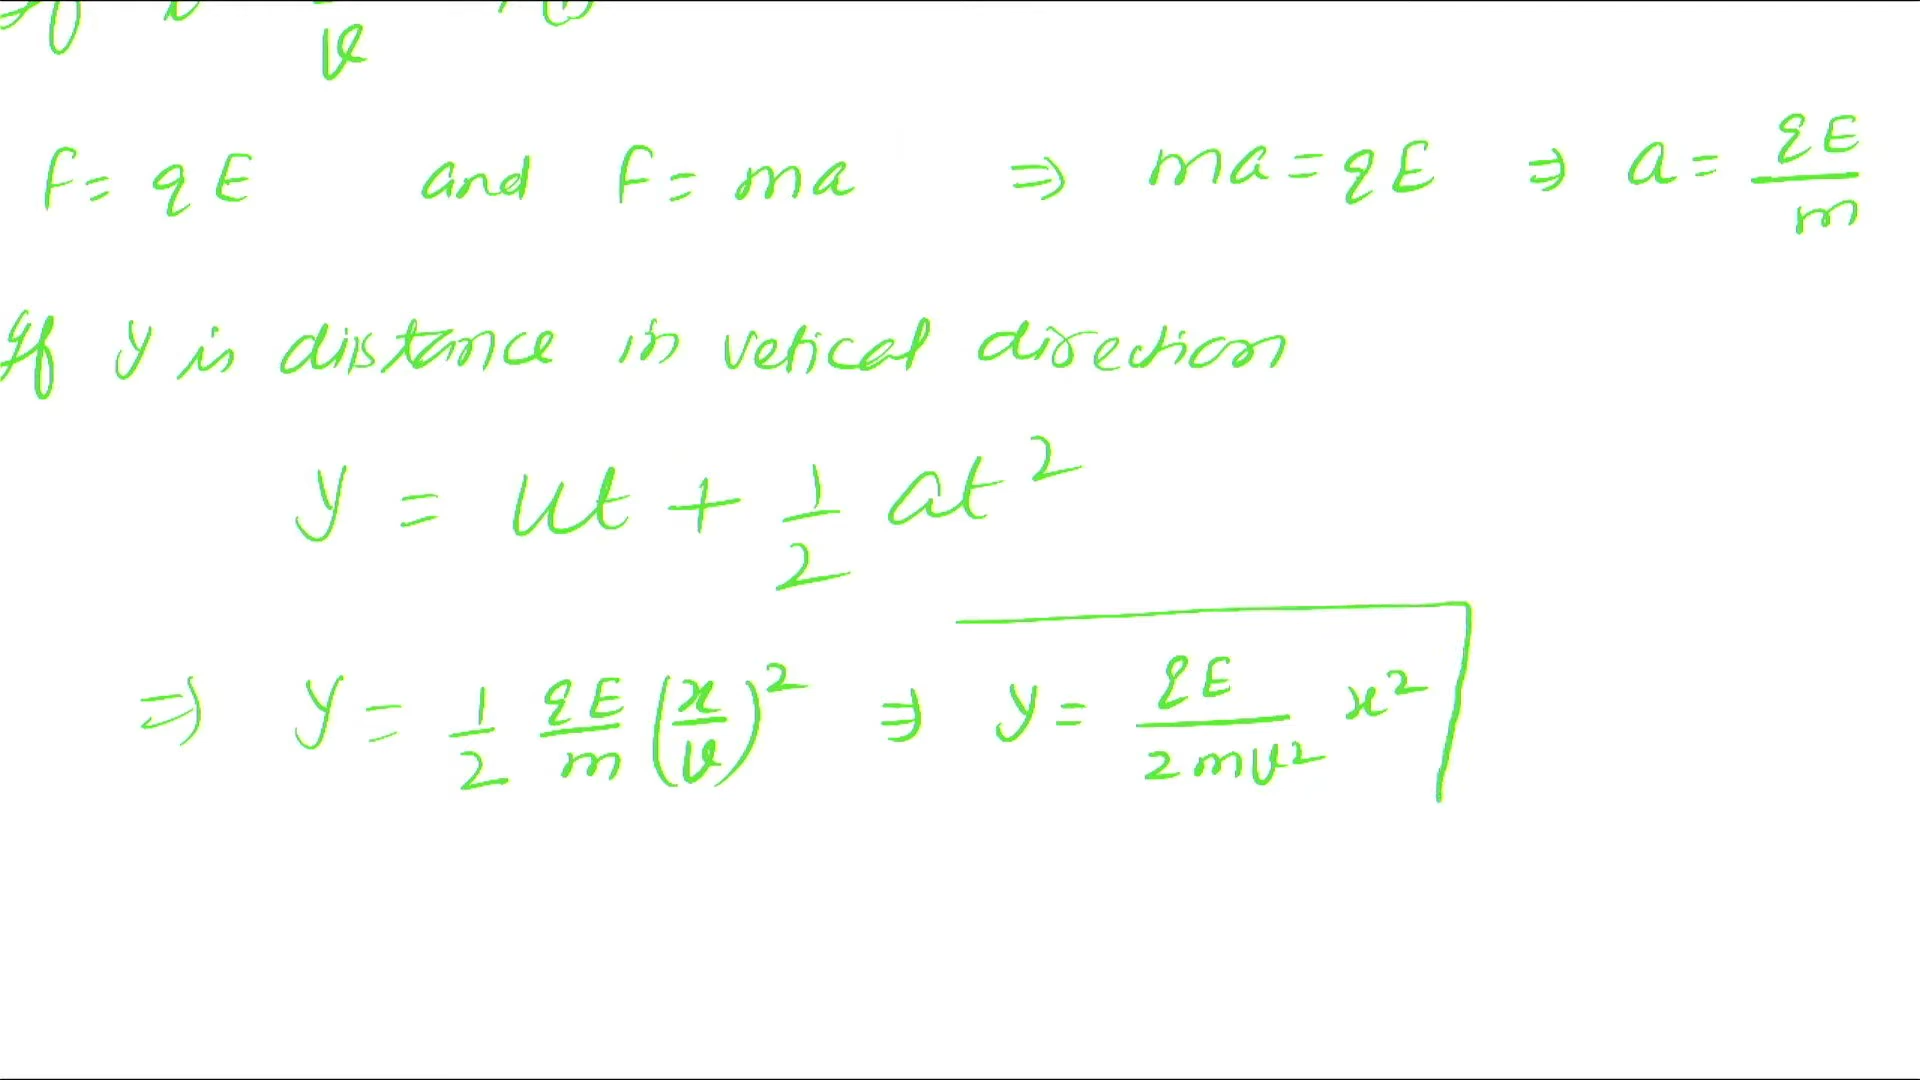 v
F = qE and F = ma ⇒ ma = qE ⇒ a = qE/m
If y is distance in vetical direction
y = ut + 1/2 at²
⇒ y = 1/2 qE/m (x/v)² ⇒ y = qE/2mv² x²